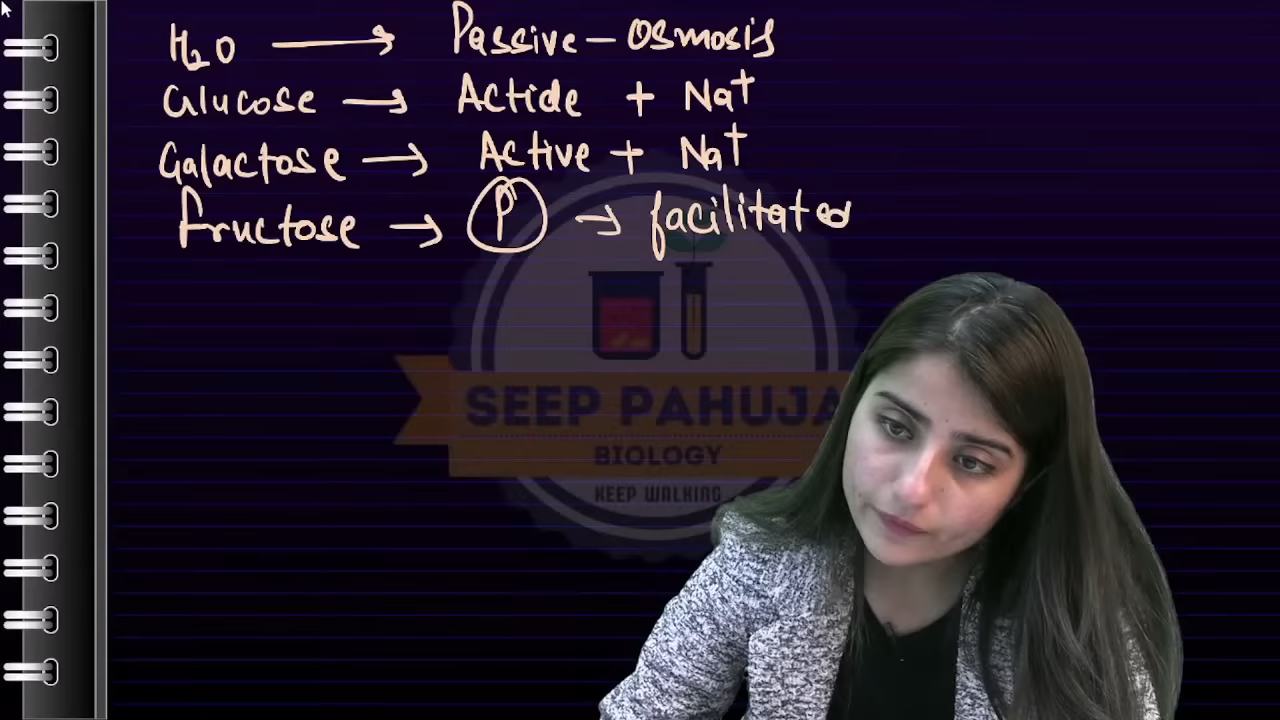 H₂O → Passive - Osmosis
Glucose → Actide + Na⁺
Galactose → Active + Na⁺
fructose → P → facilitated
SEEP PAHUJA
BIOLOGY
KEEP WALKING